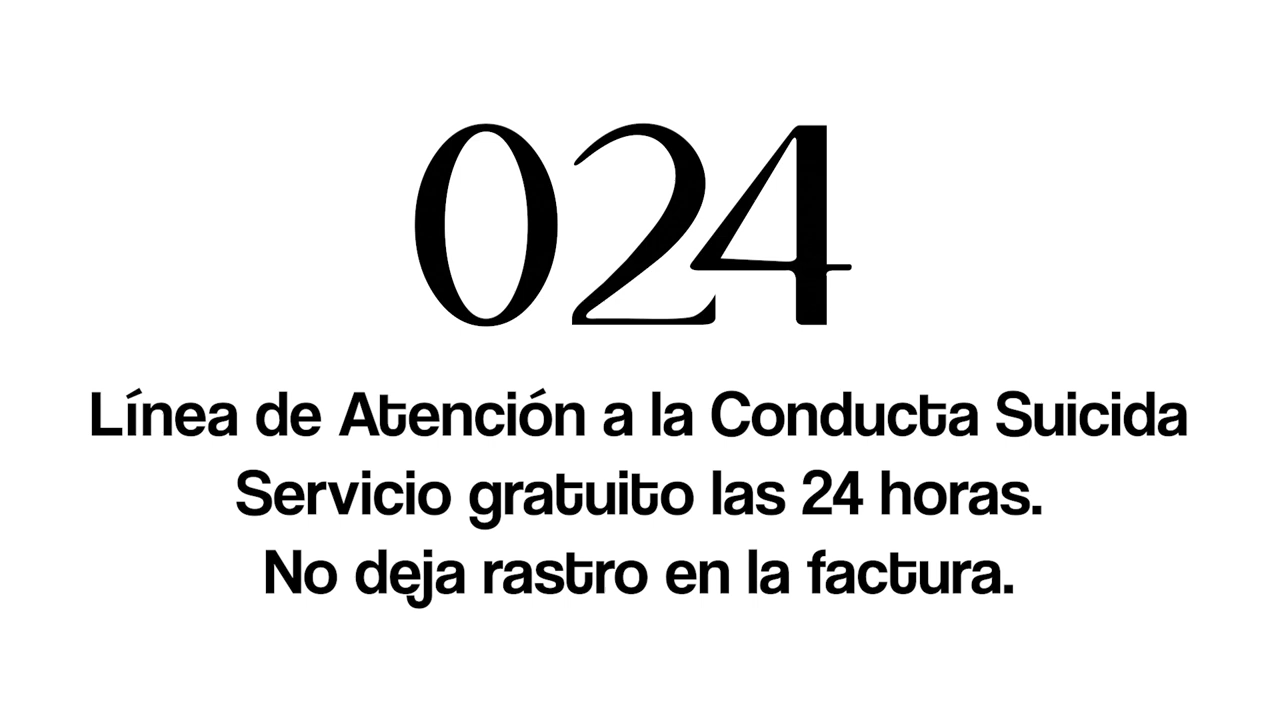 024
Línea de Atención a la Conducta Suicida
Servicio gratuito las 24 horas.
No deja rastro en la factura.